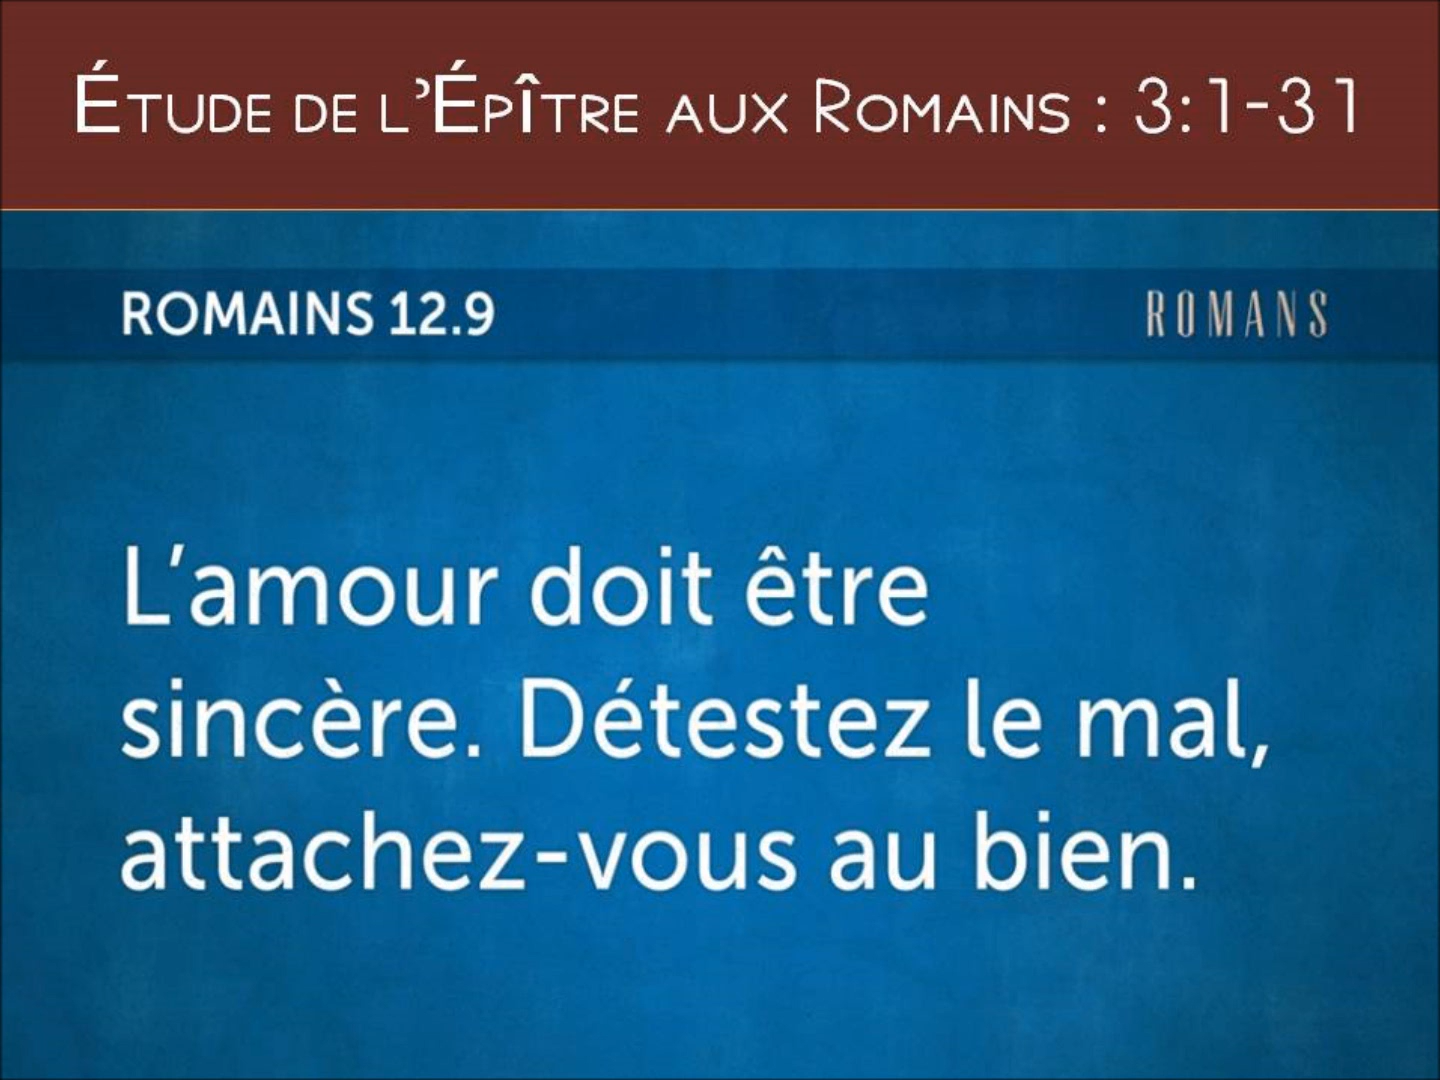 Étude de l'Épître aux Romains : 3:1-31
ROMAINS 12.9
ROMANS
L'amour doit être
sincère. Détestez le mal,
attachez-vous au bien.